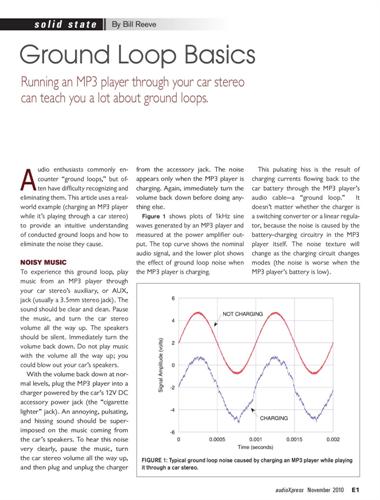 solid state
By Bill Reeve
Ground Loop Basics
Running an MP3 player through your car stereo
can teach you a lot about ground loops.
Audio enthusiasts commonly en-
counter "ground loops," but of-
ten have difficulty recognizing and
eliminating them. This article uses a real-
world example (charging an MP3 player
while it's playing through a car stereo)
to provide an intuitive understanding
of conducted ground loops and how to
eliminate the noise they cause.
NOISY MUSIC
To experience this ground loop, play
music from an MP3 player through
your car stereo's auxiliary, or AUX,
jack (usually a 3.5mm stereo jack). The
sound should be clear and clean. Pause
the music, and turn the car stereo
volume all the way up. The speakers
should be silent. Immediately turn the
volume back down. Do not play music
with the volume all the way up; you
could blow out your car's speakers.
With the volume back down at nor-
mal levels, plug the MP3 player into a
charger powered by the car's 12V DC
accessory power jack (the "cigarette
lighter" jack). An annoying, pulsating,
and hissing sound should be super-
imposed on the music coming from
the car's speakers. To hear this noise
very clearly, pause the music, turn
the car stereo volume all the way up,
and then plug and unplug the charger
from the accessory jack. The noise
appears only when the MP3 player is
charging. Again, immediately turn the
volume back down before doing any-
thing else.
Figure 1 shows plots of 1kHz sine
waves generated by an MP3 player and
measured at the power amplifier out-
put. The top curve shows the nominal
audio signal, and the lower plot shows
the effect of ground loop noise when
the MP3 player is charging.
This pulsating hiss is the result of
charging currents flowing back to the
car battery through the MP3 player's
audio cable—a "ground loop." It
doesn't matter whether the charger is
a switching converter or a linear regula-
tor, because the noise is caused by the
battery-charging circuitry in the MP3
player itself. The noise texture will
change as the charging circuit changes
modes (the noise is worse when the
MP3 player's battery is low).
6
4
2
0
-2
-4
-6
Signal Amplitude (volts)
NOT CHARGING
CHARGING
0 0.0005 0.001 0.0015 0.002
Time (seconds)
FIGURE 1: Typical ground loop noise caused by charging an MP3 player while playing
it through a car stereo.
audioXpress November 2010 E1